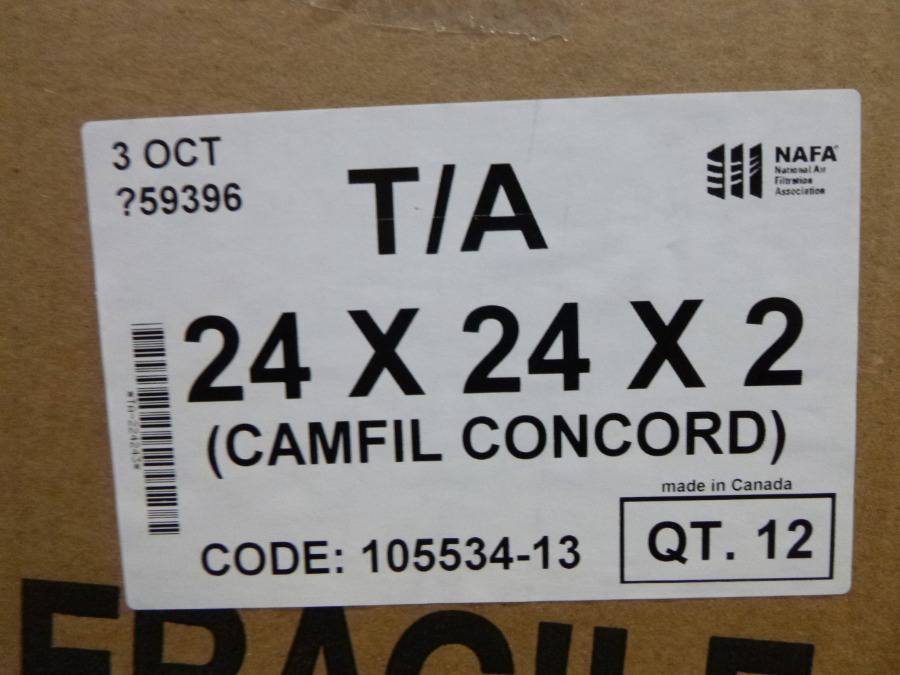 3 OCT
?59396
T/A
NAFA
National Air
Filtration
Association
24 X 24 X 2
(CAMFIL CONCORD)
made in Canada
CODE: 105534-13
QT. 12
FRAGILE